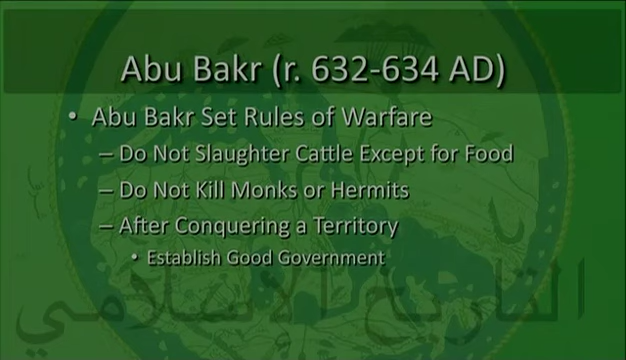 Abu Bakr (r. 632-634 AD)
• Abu Bakr Set Rules of Warfare
– Do Not Slaughter Cattle Except for Food
– Do Not Kill Monks or Hermits
– After Conquering a Territory
• Establish Good Government
التاريخ الإسلامي